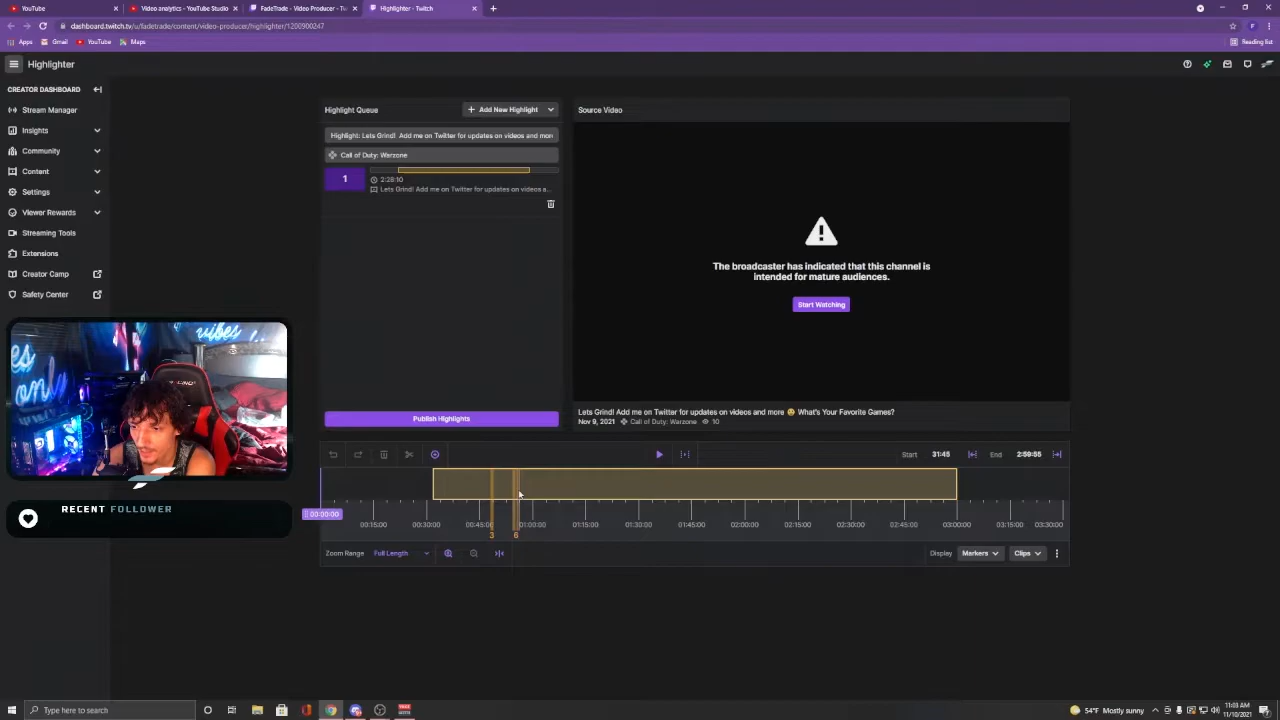 YouTube
Video analytics - YouTube Studio
FadeTrade - Video Producer - Tw
Highlighter - Twitch
dashboard.twitch.tv/u/fadetrade/content/video-producer/highlighter/1200900247
Apps
Gmail
YouTube
Maps
Reading list
Highlighter
CREATOR DASHBOARD
Stream Manager
Insights
Community
Content
Settings
Viewer Rewards
Streaming Tools
Extensions
Creator Camp
Safety Center
Highlight Queue
Add New Highlight
Highlight: Lets Grind! Add me on Twitter for updates on videos and more
Call of Duty: Warzone
1
2:28:10
Lets Grind! Add me on Twitter for updates on videos a...
Publish Highlights
Source Video
The broadcaster has indicated that this channel is
intended for mature audiences.
Start Watching
Lets Grind! Add me on Twitter for updates on videos and more 😢 What's Your Favorite Games?
Nov 9, 2021 Call of Duty: Warzone 10
Start 31:45 End 2:59:55
00:00:00 00:15:00 00:30:00 00:45:00 01:00:00 01:15:00 01:30:00 01:45:00 02:00:00 02:15:00 02:30:00 02:45:00 03:00:00 03:15:00 03:30:00
3 6
Zoom Range Full Length
Display Markers Clips
vibes
es
only
vibes
RECENT FOLLOWER
Type here to search
54°F Mostly sunny
11:03 AM
11/10/2021